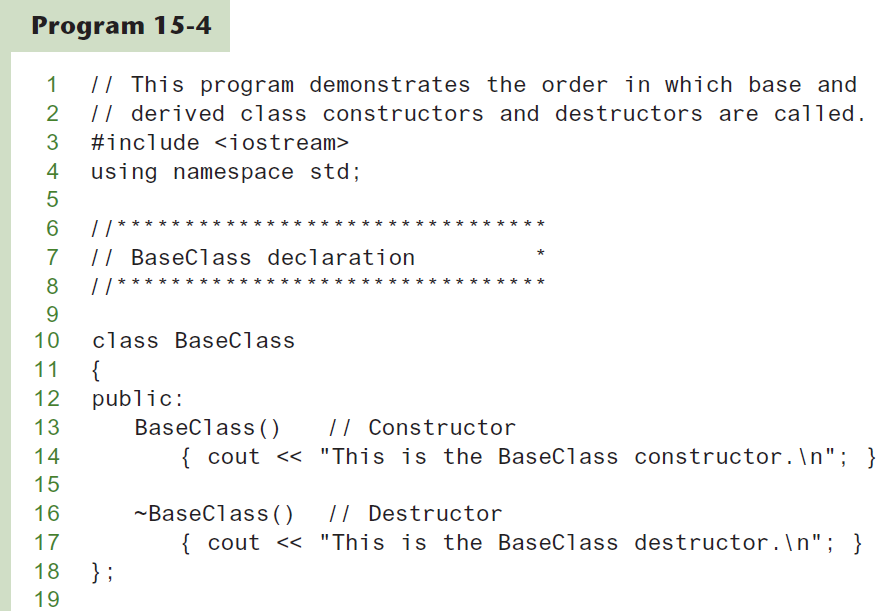 Program 15-4
1 // This program demonstrates the order in which base and
2 // derived class constructors and destructors are called.
3 #include <iostream>
4 using namespace std;
5
6 //********************************
7 // BaseClass declaration         *
8 //********************************
9
10 class BaseClass
11 {
12 public:
13    BaseClass()   // Constructor
14       { cout << "This is the BaseClass constructor.\n"; }
15
16    ~BaseClass()  // Destructor
17       { cout << "This is the BaseClass destructor.\n"; }
18 };
19